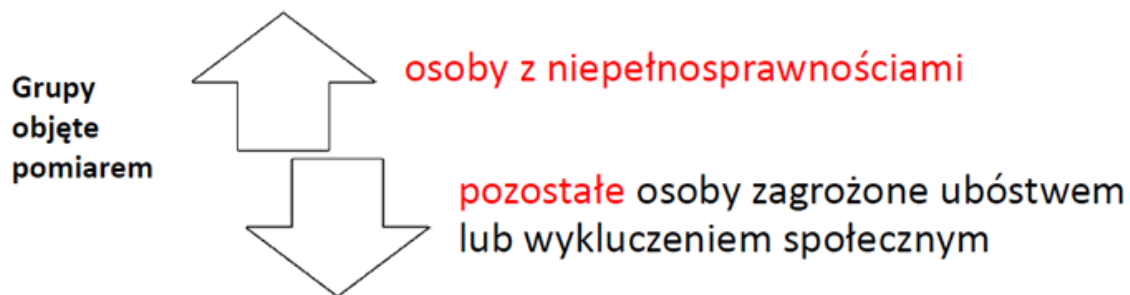 Grupy
objęte
pomiarem
osoby z niepełnosprawnościami
pozostałe osoby zagrożone ubóstwem
lub wykluczeniem społecznym